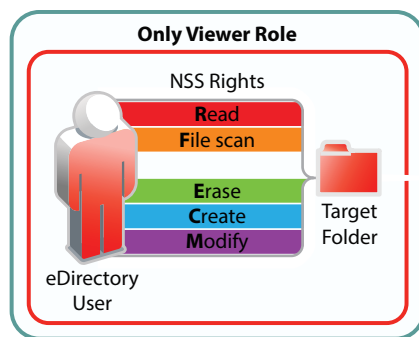 Only Viewer Role
NSS Rights
Read
File scan
Erase
Create
Modify
Target
Folder
eDirectory
User